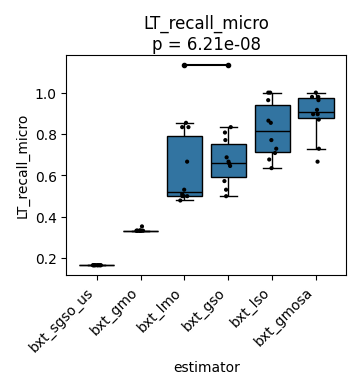 LT_recall_micro
p = 6.21e-08
LT_recall_micro
1.0
0.8
0.6
0.4
0.2
bxt_sgso_us
bxt_gmo
bxt_lmo
bxt_gso
bxt_lso
bxt_gmosa
estimator